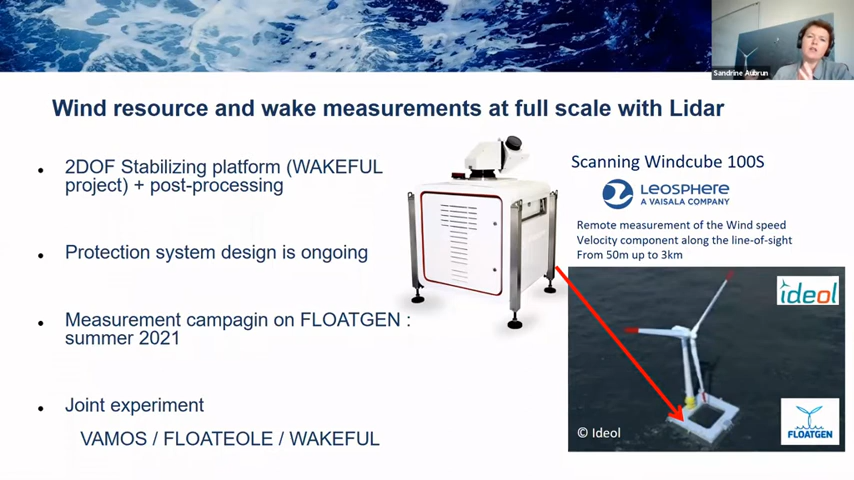 Sandrine Aubrun
Wind resource and wake measurements at full scale with Lidar
• 2DOF Stabilizing platform (WAKEFUL
project) + post-processing
• Protection system design is ongoing
• Measurement campagin on FLOATGEN :
summer 2021
• Joint experiment
VAMOS / FLOATEOLE / WAKEFUL
Scanning Windcube 100S
LEOSPHERE
A VAISALA COMPANY
Remote measurement of the Wind speed
Velocity component along the line-of-sight
From 50m up to 3km
ideol
© Ideol
FLOATGEN